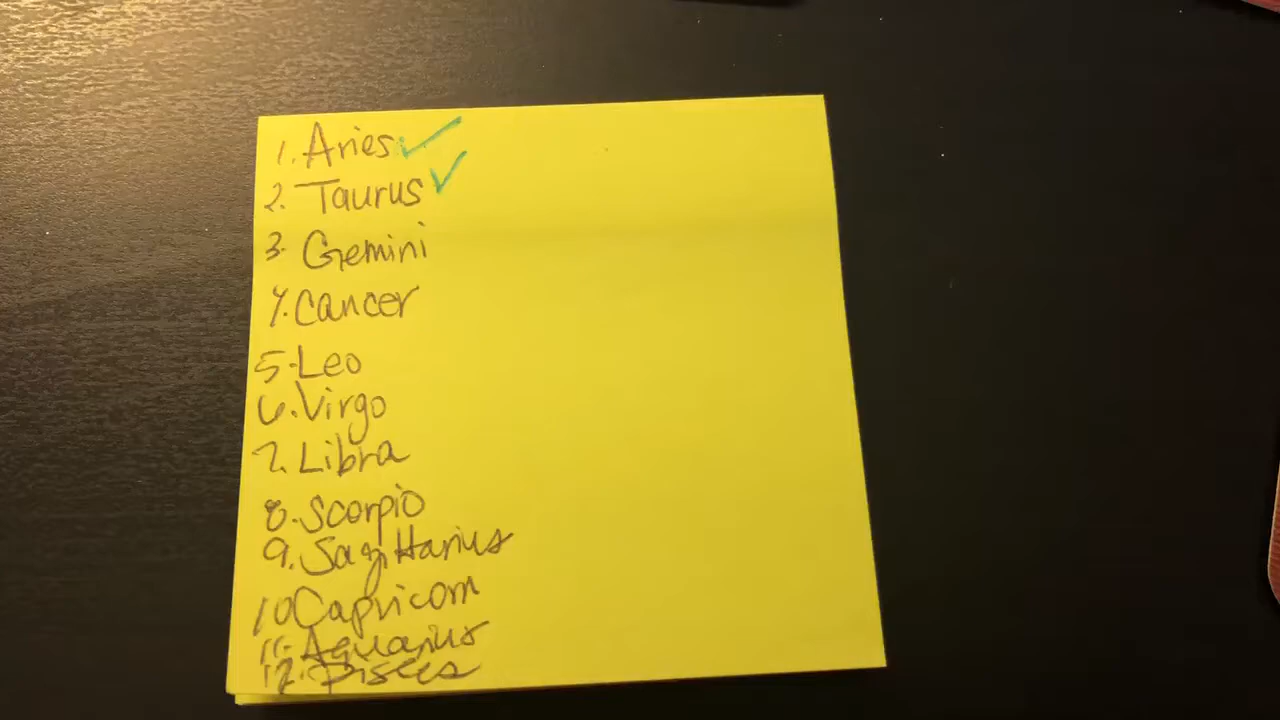 1. Aries ✓
2. Taurus ✓
3. Gemini
4. Cancer
5. Leo
6. Virgo
7. Libra
8. Scorpio
9. Sagittarius
10 Capricorn
11. Aquarius
12. Pisces